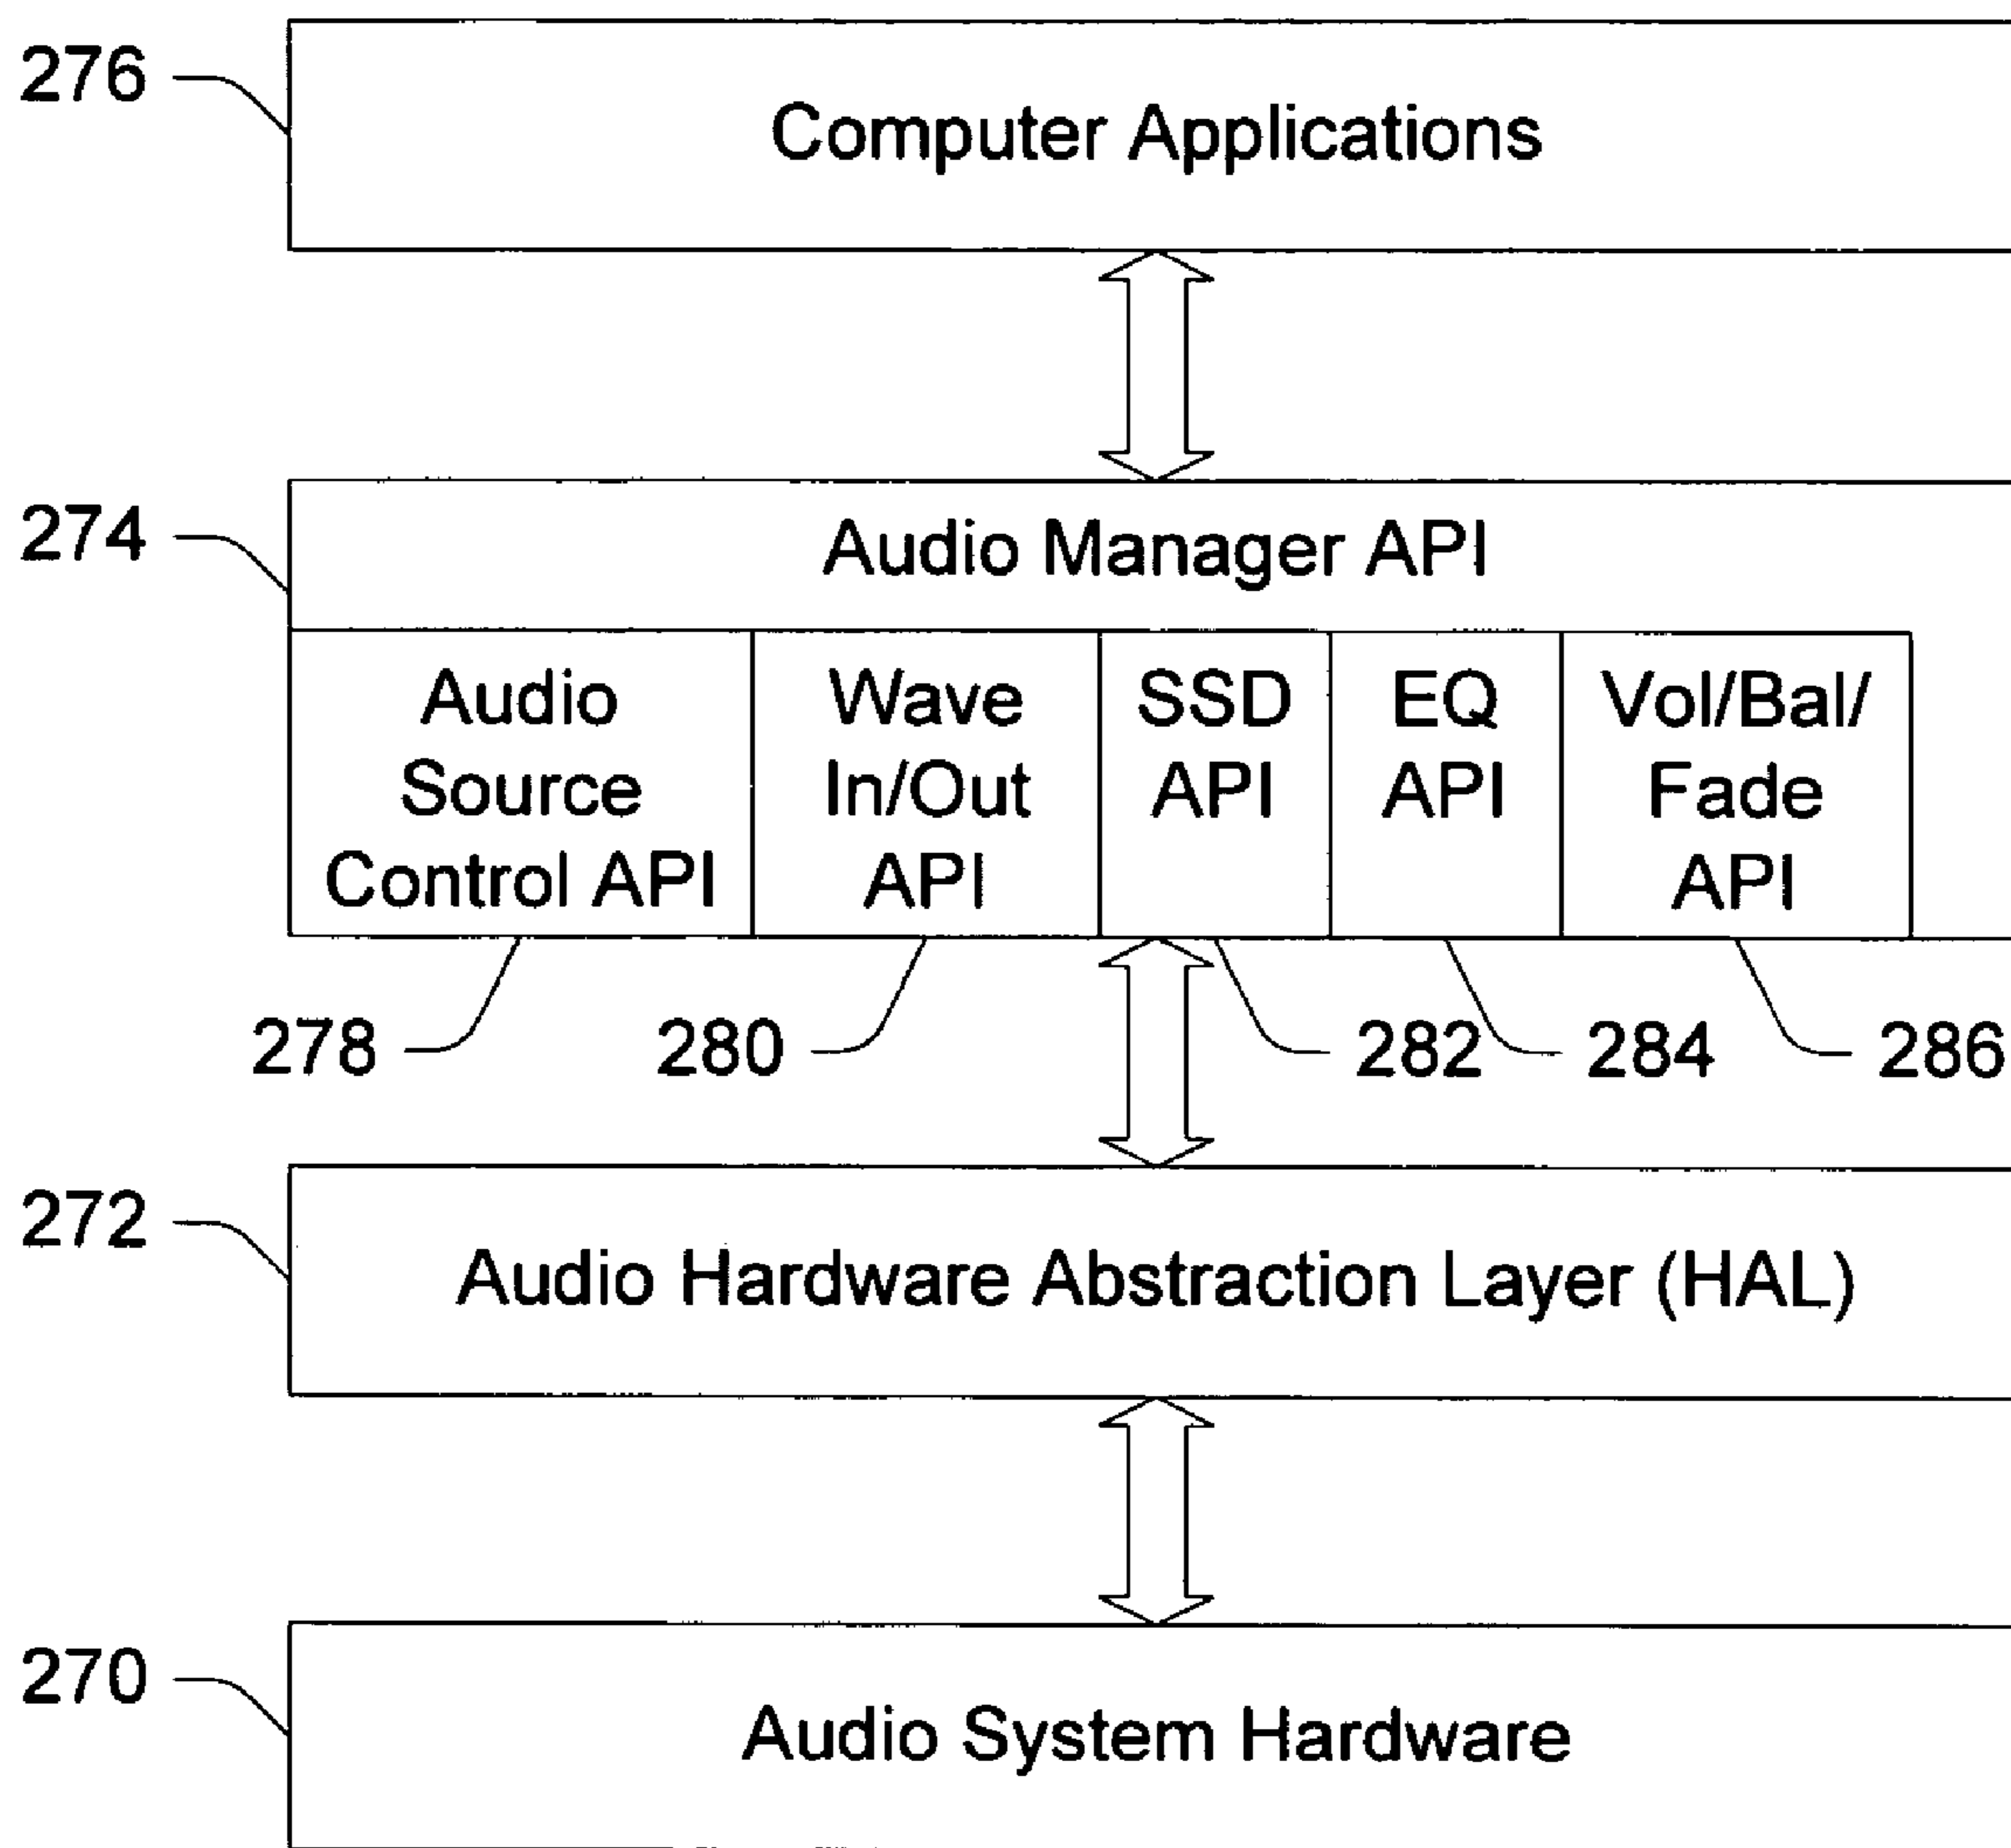 276
Computer Applications
274
Audio Manager API
Audio
Source
Control API
Wave
In/Out
API
SSD
API
EQ
API
Vol/Bal/
Fade
API
278
280
282
284
286
272
Audio Hardware Abstraction Layer (HAL)
270
Audio System Hardware